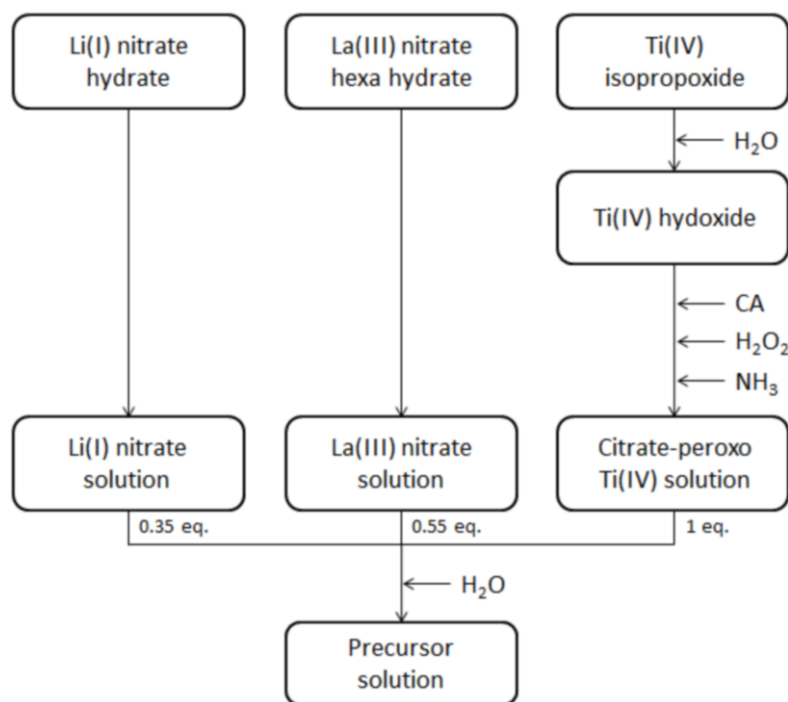 Li(I) nitrate
hydrate
La(III) nitrate
hexa hydrate
Ti(IV)
isopropoxide
H₂O
Ti(IV) hydoxide
CA
H₂O₂
NH₃
Li(I) nitrate
solution
La(III) nitrate
solution
Citrate-peroxo
Ti(IV) solution
0.35 eq.
0.55 eq.
1 eq.
H₂O
Precursor
solution